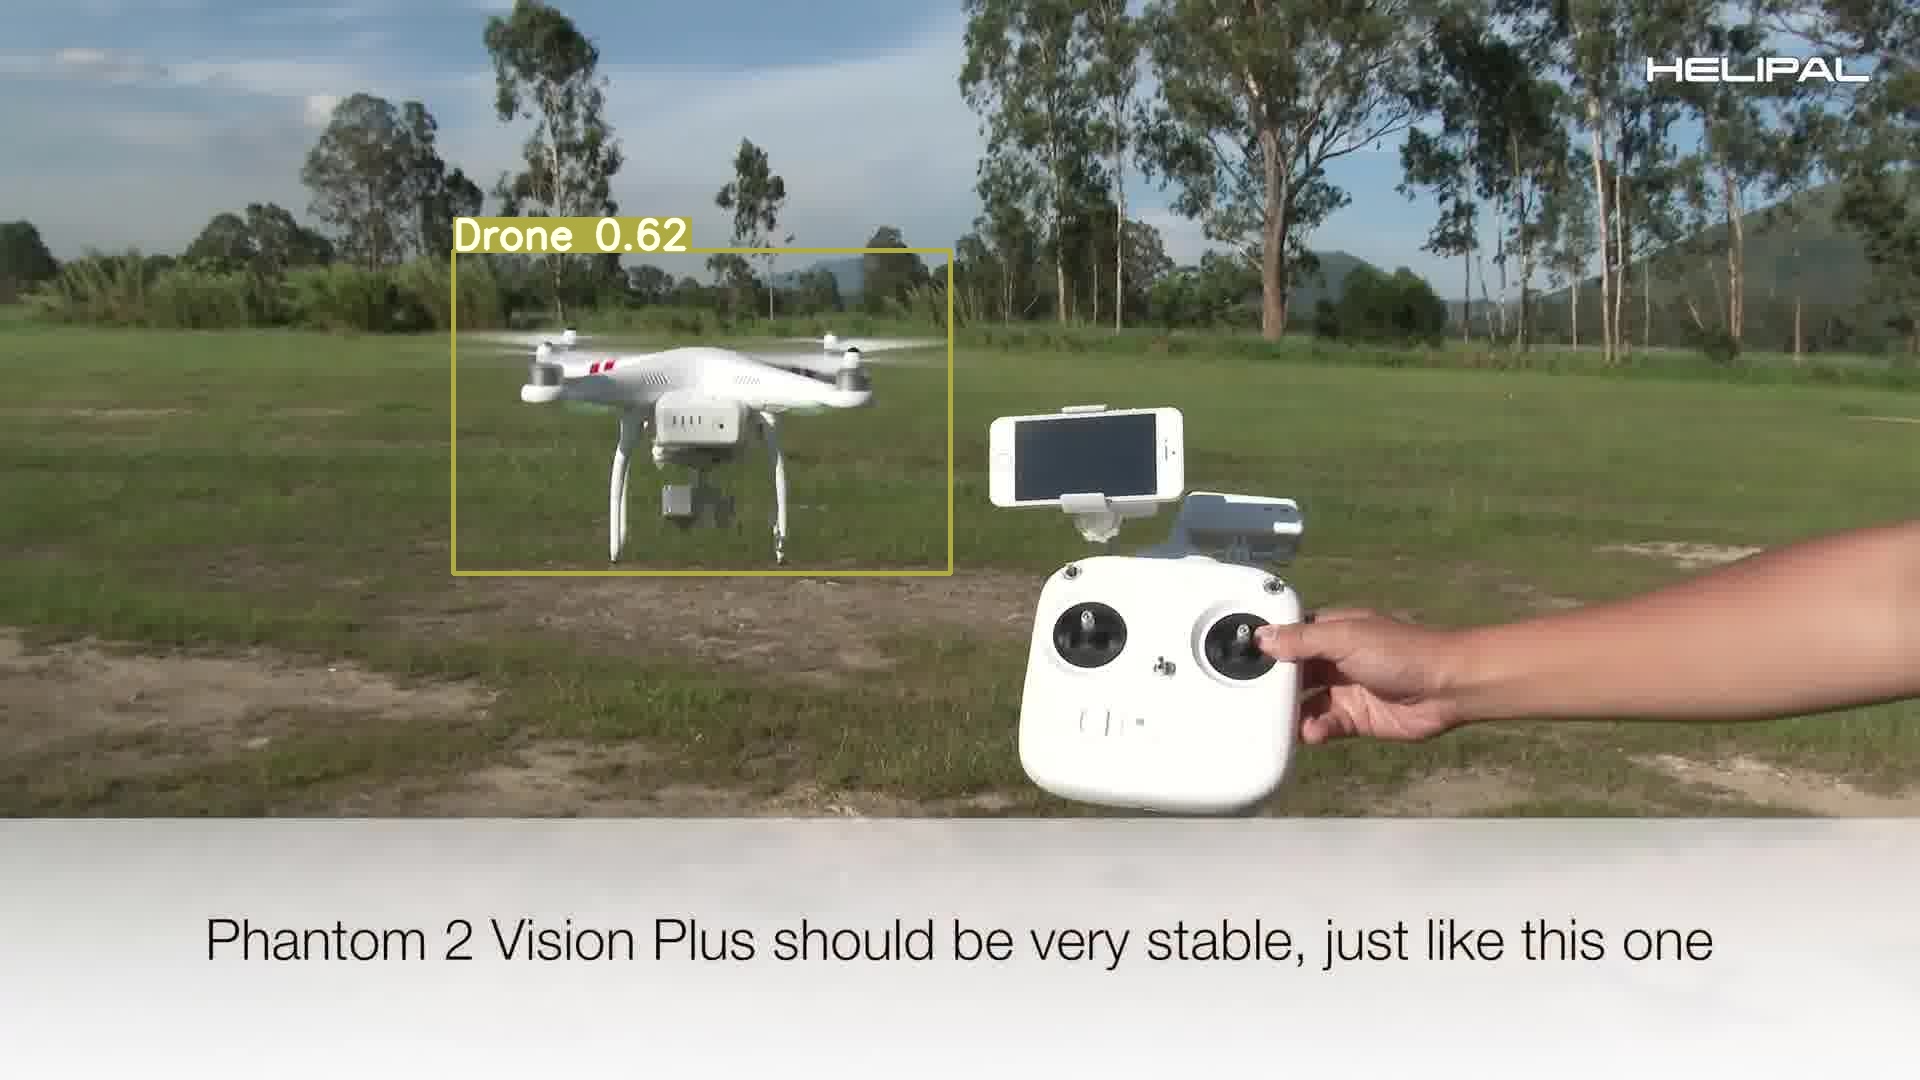 HELIPAL
Drone 0.62
Phantom 2 Vision Plus should be very stable, just like this one